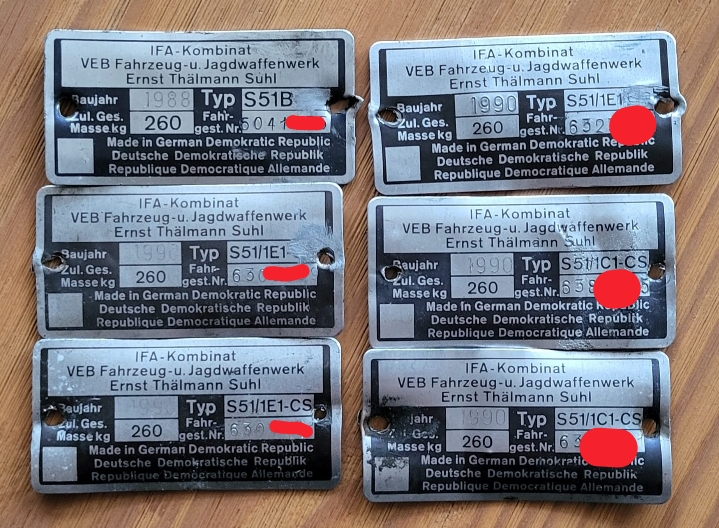 IFA-Kombinat
VEB Fahrzeug-u. Jagdwaffenwerk
Ernst Thälmann Suhl
Baujahr 1988 Typ S51B
Zul. Ges. Masse kg 260 Fahr-gest. Nr.
Made in German Demokratic Republic
Deutsche Demokratische Republik
Republique Democratique Allemande
IFA-Kombinat
VEB Fahrzeug-u. Jagdwaffenwerk
Ernst Thälmann Suhl
Baujahr 1990 Typ S51/1E1
Zul. Ges. Masse kg 260 Fahr-gest. Nr.
Made in German Demokratic Republic
Deutsche Demokratische Republik
Republique Democratique Allemande
IFA-Kombinat
VEB Fahrzeug-u. Jagdwaffenwerk
Ernst Thälmann Suhl
Baujahr Typ S51/1E1-
Zul. Ges. Masse kg 260 Fahr-gest. Nr. 630
Made in German Demokratic Republic
Deutsche Demokratische Republik
Republique Democratique Allemande
IFA-Kombinat
VEB Fahrzeug-u. Jagdwaffenwerk
Ernst Thälmann Suhl
Baujahr 1990 Typ S51/1C1-CS
Zul. Ges. Masse kg 260 Fahr-gest. Nr.
Made in German Demokratic Republic
Deutsche Demokratische Republik
Republique Democratique Allemande
IFA-Kombinat
VEB Fahrzeug-u. Jagdwaffenwerk
Ernst Thälmann Suhl
Baujahr Typ S51/1E1-CS
Zul. Ges. Masse kg 260 Fahr-gest. Nr. 630
Made in German Demokratic Republic
Deutsche Demokratische Republik
Republique Democratique Allemande
IFA-Kombinat
VEB Fahrzeug-u. Jagdwaffenwerk
Ernst Thälmann Suhl
1990 Typ S51/1C1-CS
Zul. Ges. Masse kg 260 Fahr-gest. Nr.
Made in German Demokratic Republic
Deutsche Demokratische Republik
Republique Democratique Allemande